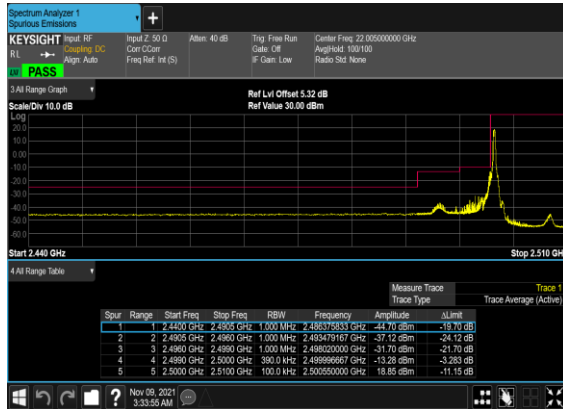 Spectrum Analyzer 1
Spurious Emissions
KEYSIGHT Input: RF Input Z: 50 Ω Atten: 40 dB Trig: Free Run Center Freq: 22.005000000 GHz
RL Coupling: DC Corr CCorr Gate: Off Avg|Hold: 100/100
Align: Auto Freq Ref: Int (S) IF Gain: Low Radio Std: None
PASS
3 All Range Graph
Ref Lvl Offset 5.32 dB
Scale/Div 10.0 dB Ref Value 30.00 dBm
Log
20.0
10.0
0.00
-10.0
-20.0
-30.0
-40.0
-50.0
-60.0
Start 2.440 GHz Stop 2.510 GH
4 All Range Table
Measure Trace Trace 1
Trace Type Trace Average (Active)
Spur Range Start Freq Stop Freq RBW Frequency Amplitude ΔLimit
1 1 2.4400 GHz 2.4905 GHz 1.000 MHz 2.486375833 GHz -44.70 dBm -19.70 dB
2 2 2.4905 GHz 2.4960 GHz 1.000 MHz 2.493479167 GHz -37.12 dBm -24.12 dB
3 3 2.4960 GHz 2.4990 GHz 1.000 MHz 2.498020000 GHz -31.70 dBm -21.70 dB
4 4 2.4990 GHz 2.5000 GHz 390.0 kHz 2.499996667 GHz -13.28 dBm -3.283 dB
5 5 2.5000 GHz 2.5100 GHz 100.0 kHz 2.500550000 GHz 18.85 dBm -11.15 dB
? Nov 09, 2021
3:33:55 AM